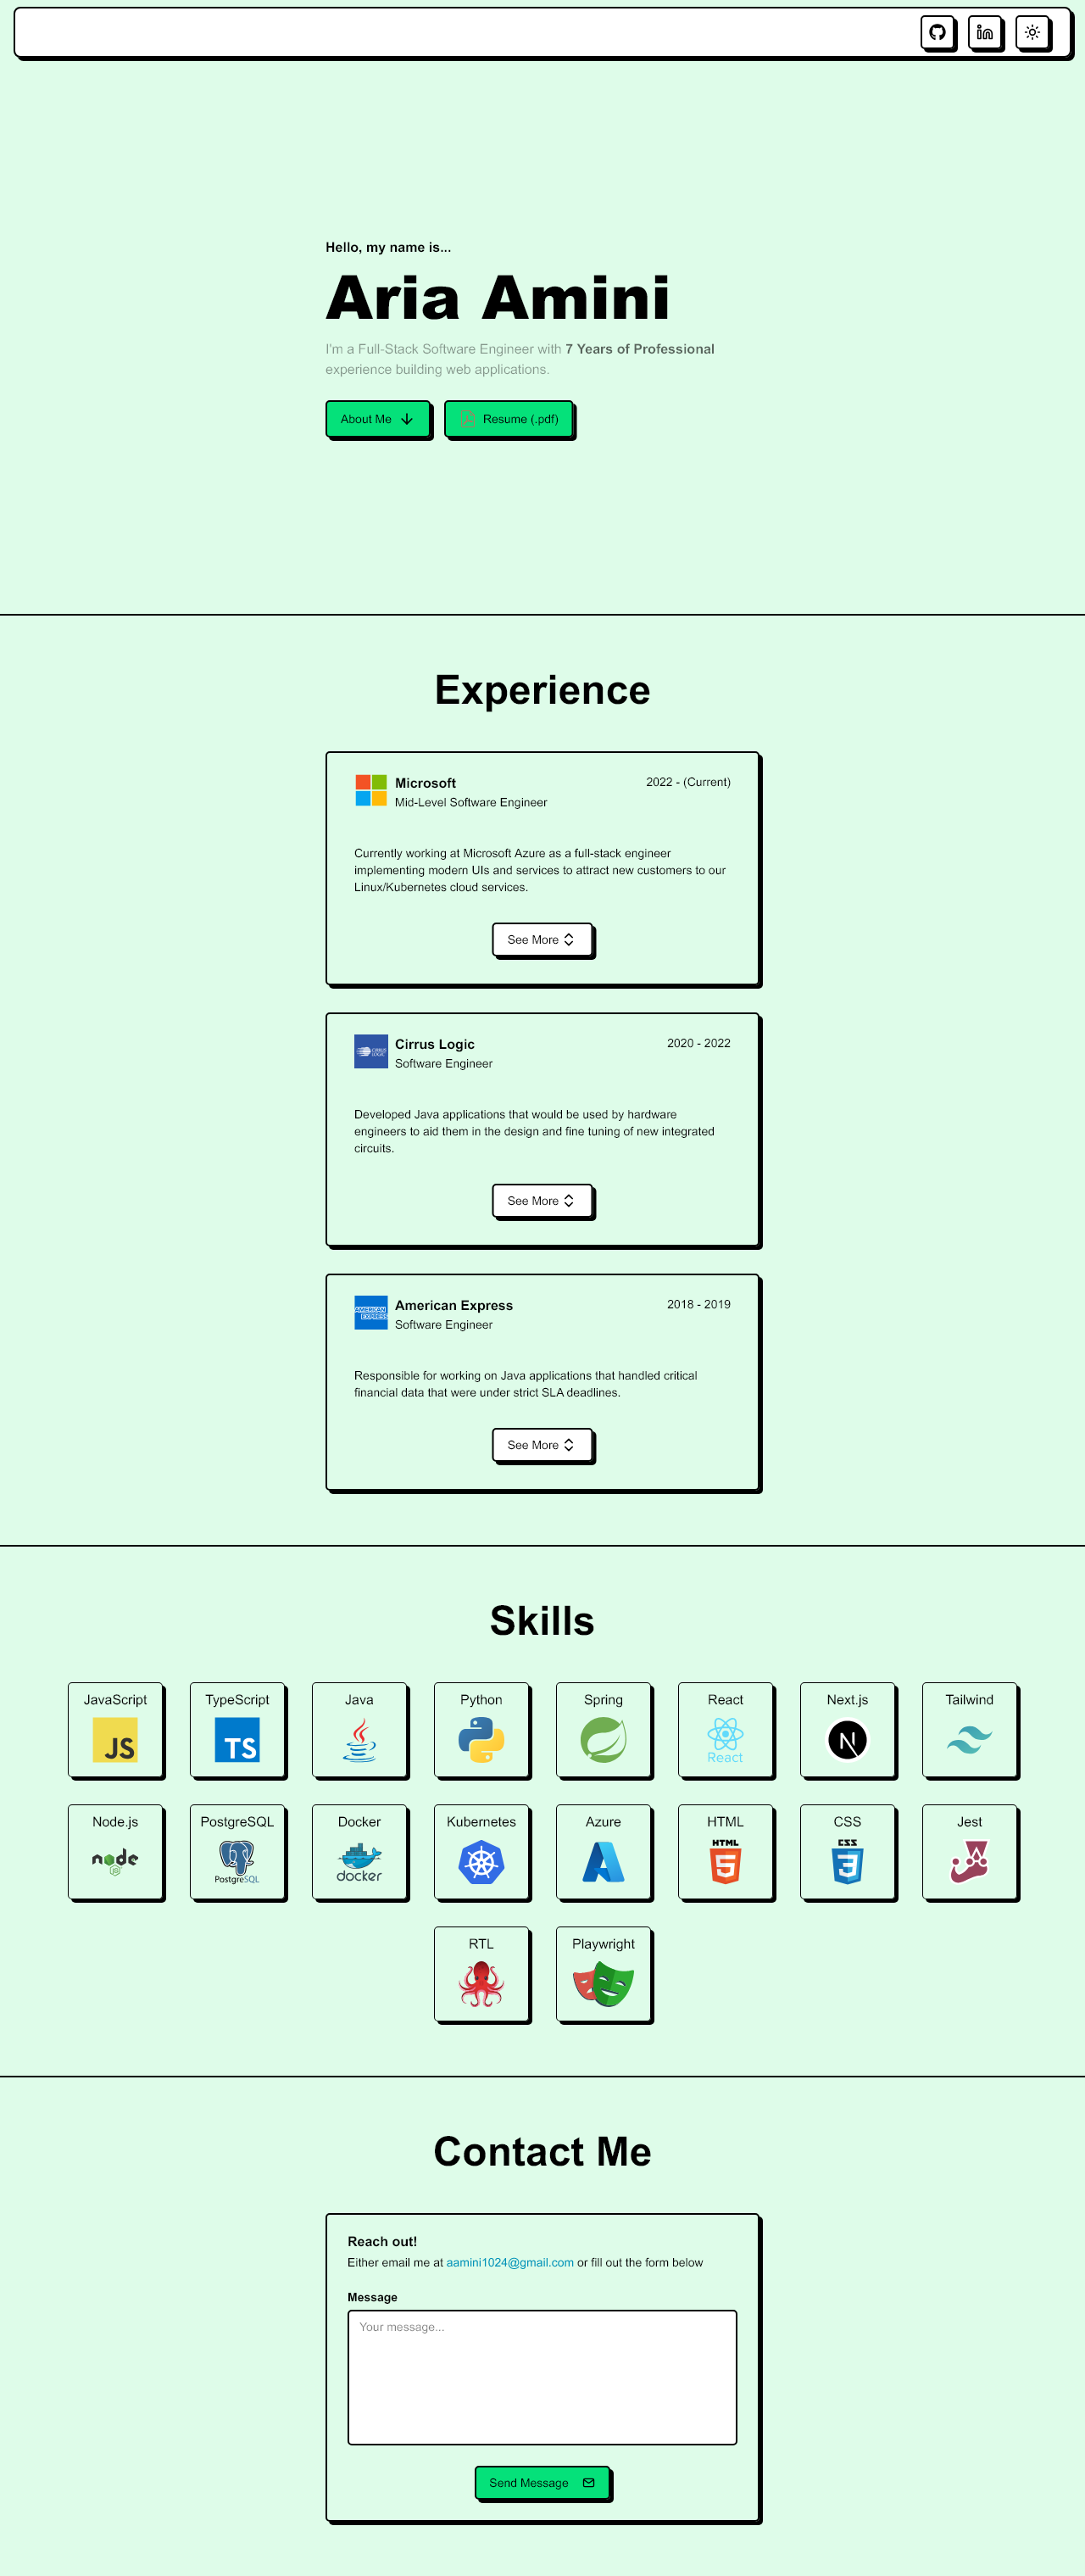 Hello, my name is...
Aria Amini
I'm a Full-Stack Software Engineer with 7 Years of Professional
experience building web applications.
About Me
Resume (.pdf)
Experience
Microsoft
2022 - (Current)
Mid-Level Software Engineer
Currently working at Microsoft Azure as a full-stack engineer
implementing modern UIs and services to attract new customers to our
Linux/Kubernetes cloud services.
See More
CIRRUS LOGIC
Cirrus Logic
2020 - 2022
Software Engineer
Developed Java applications that would be used by hardware
engineers to aid them in the design and fine tuning of new integrated
circuits.
See More
AMERICAN EXPRESS
American Express
2018 - 2019
Software Engineer
Responsible for working on Java applications that handled critical
financial data that were under strict SLA deadlines.
See More
Skills
JavaScript TypeScript Java Python Spring React Next.js Tailwind
JS TS React N
Node.js PostgreSQL Docker Kubernetes Azure HTML CSS Jest
node JS PostgreSQL docker HTML 5 CSS 3
RTL Playwright
Contact Me
Reach out!
Either email me at aamini1024@gmail.com or fill out the form below
Message
Your message...
Send Message